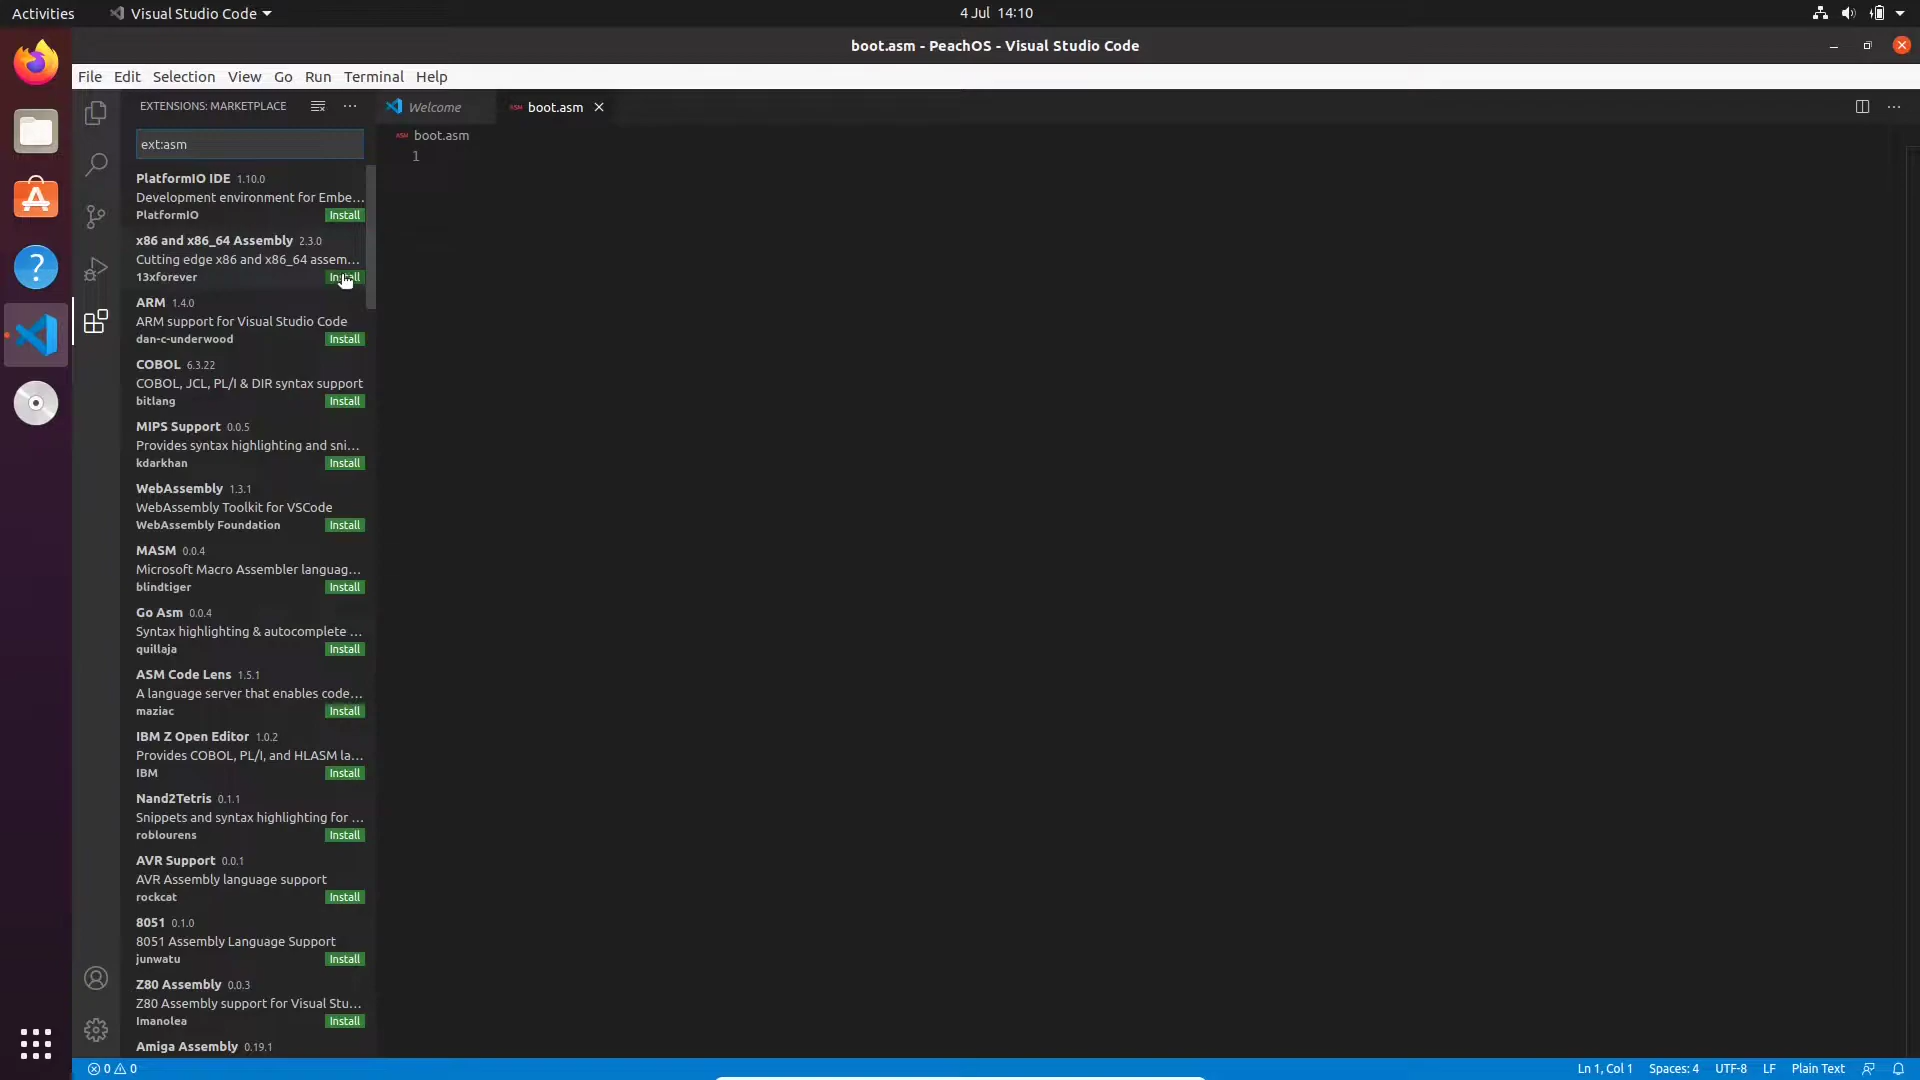 Activities
Visual Studio Code
4 Jul 14:10
boot.asm - PeachOS - Visual Studio Code
File Edit Selection View Go Run Terminal Help
EXTENSIONS: MARKETPLACE
Welcome
ASM boot.asm
ext:asm
ASM boot.asm
1
PlatformIO IDE 1.10.0
Development environment for Embe...
PlatformIO Install
x86 and x86_64 Assembly 2.3.0
Cutting edge x86 and x86_64 assem...
13xforever Install
ARM 1.4.0
ARM support for Visual Studio Code
dan-c-underwood Install
COBOL 6.3.22
COBOL, JCL, PL/I & DIR syntax support
bitlang Install
MIPS Support 0.0.5
Provides syntax highlighting and sni...
kdarkhan Install
WebAssembly 1.3.1
WebAssembly Toolkit for VSCode
WebAssembly Foundation Install
MASM 0.0.4
Microsoft Macro Assembler languag...
blindtiger Install
Go Asm 0.0.4
Syntax highlighting & autocomplete ...
quillaja Install
ASM Code Lens 1.5.1
A language server that enables code...
maziac Install
IBM Z Open Editor 1.0.2
Provides COBOL, PL/I, and HLASM la...
IBM Install
Nand2Tetris 0.1.1
Snippets and syntax highlighting for ...
roblourens Install
AVR Support 0.0.1
AVR Assembly language support
rockcat Install
8051 0.1.0
8051 Assembly Language Support
junwatu Install
Z80 Assembly 0.0.3
Z80 Assembly support for Visual Stu...
Imanolea Install
Amiga Assembly 0.19.1
0 0
Ln 1, Col 1 Spaces: 4 UTF-8 LF Plain Text